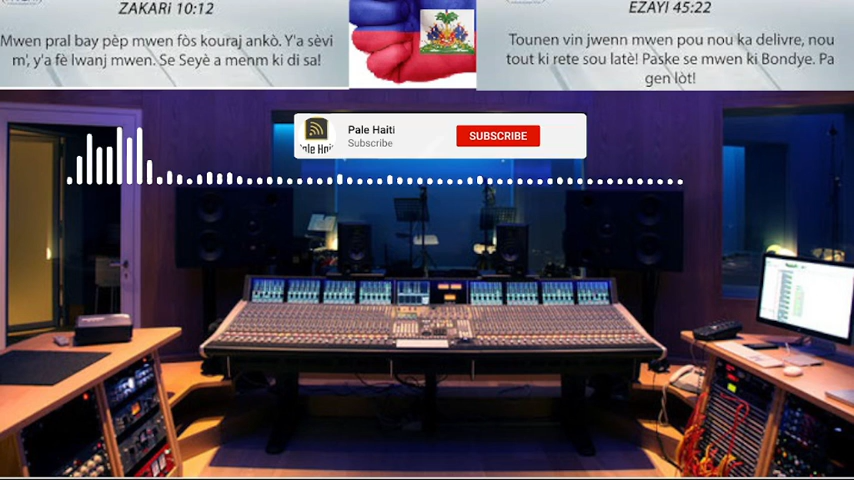 ZAKARi 10:12
Mwen pral bay pèp mwen fòs kouraj ankò. Y'a sèvi
m', y'a fè lwanj mwen. Se Seyè a menm ki di sa!
EZAYI 45:22
Tounen vin jwenn mwen pou nou ka delivre, nou
tout ki rete sou latè! Paske se mwen ki Bondye. Pa
gen lòt!
Pale Haiti
Subscribe
SUBSCRIBE